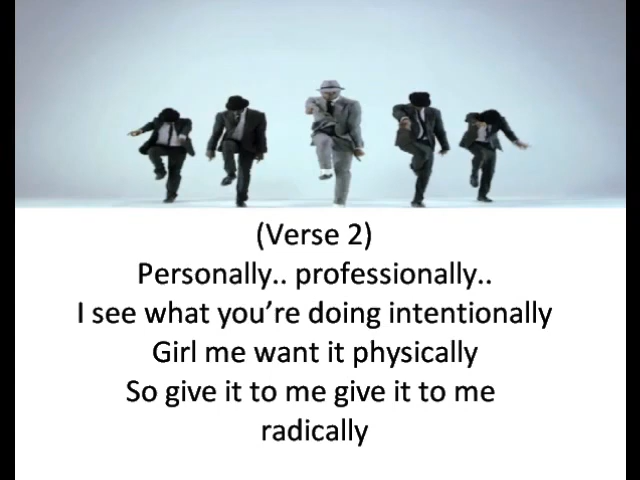 (Verse 2)
Personally.. professionally..
I see what you’re doing intentionally
Girl me want it physically
So give it to me give it to me
radically